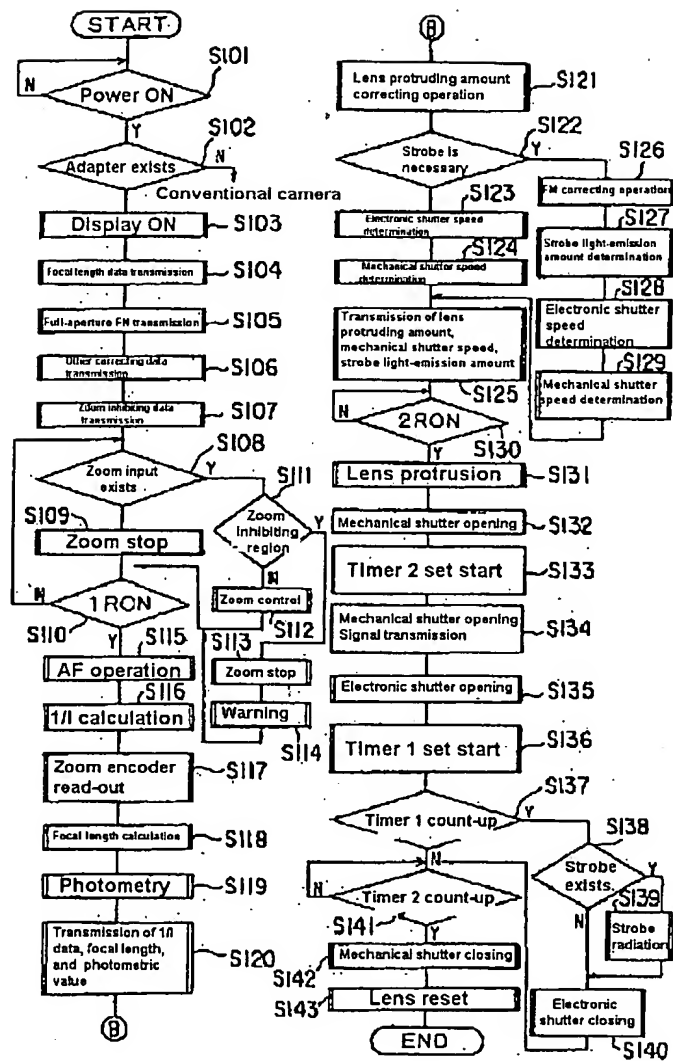 START
S101
N
Power ON
Y
S102
Adapter exists
N
Conventional camera
Display ON
S103
Focal length data transmission
S104
Full-aperture FN transmission
S105
Other correcting data
transmission
S106
Zoom inhibiting data
transmission
S107
S108
Zoom input
exists
Y
S109
Zoom stop
S111
Zoom
inhibiting
region
Y
N
Zoom control
S112
N
1 RON
S110
Y
S115
AF operation
S116
S113
Zoom stop
Warning
S114
1/l calculation
Zoom encoder
read-out
S117
Focal length calculation
S118
Photometry
S119
Transmission of 1/l
data, focal length,
and photometric
value
S120
B
B
Lens protruding amount
correcting operation
S121
S122
Strobe is
necessary
Y
S126
FM correcting operation
S123
Electronic shutter speed
determination
S127
Strobe light-emission
amount determination
S124
Mechanical shutter speed
determination
S128
Electronic shutter
speed
determination
Transmission of lens
protruding amount,
mechanical shutter speed,
strobe light-emission amount
S125
S129
Mechanical shutter
speed determination
N
2RON
S130
Y
Lens protrusion
S131
Mechanical shutter opening
S132
Timer 2 set start
S133
Mechanical shutter opening
Signal transmission
S134
Electronic shutter opening
S135
Timer 1 set start
S136
S137
Timer 1 count-up
Y
N
S138
Strobe
exists.
Y
N
S139
Strobe
radiation
N
Timer 2 count-up
S141
Y
Mechanical shutter closing
S142
Electronic
shutter closing
S140
Lens reset
S143
END